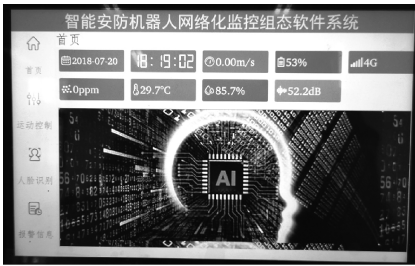 智能安防机器人网络化监控组态软件系统
首页
2018-07-20 18:19:02 0.00m/s 53% 4G
0ppm 29.7°C 85.7% 52.2dB
首页
运动控制
人脸识别
报警信息
AI